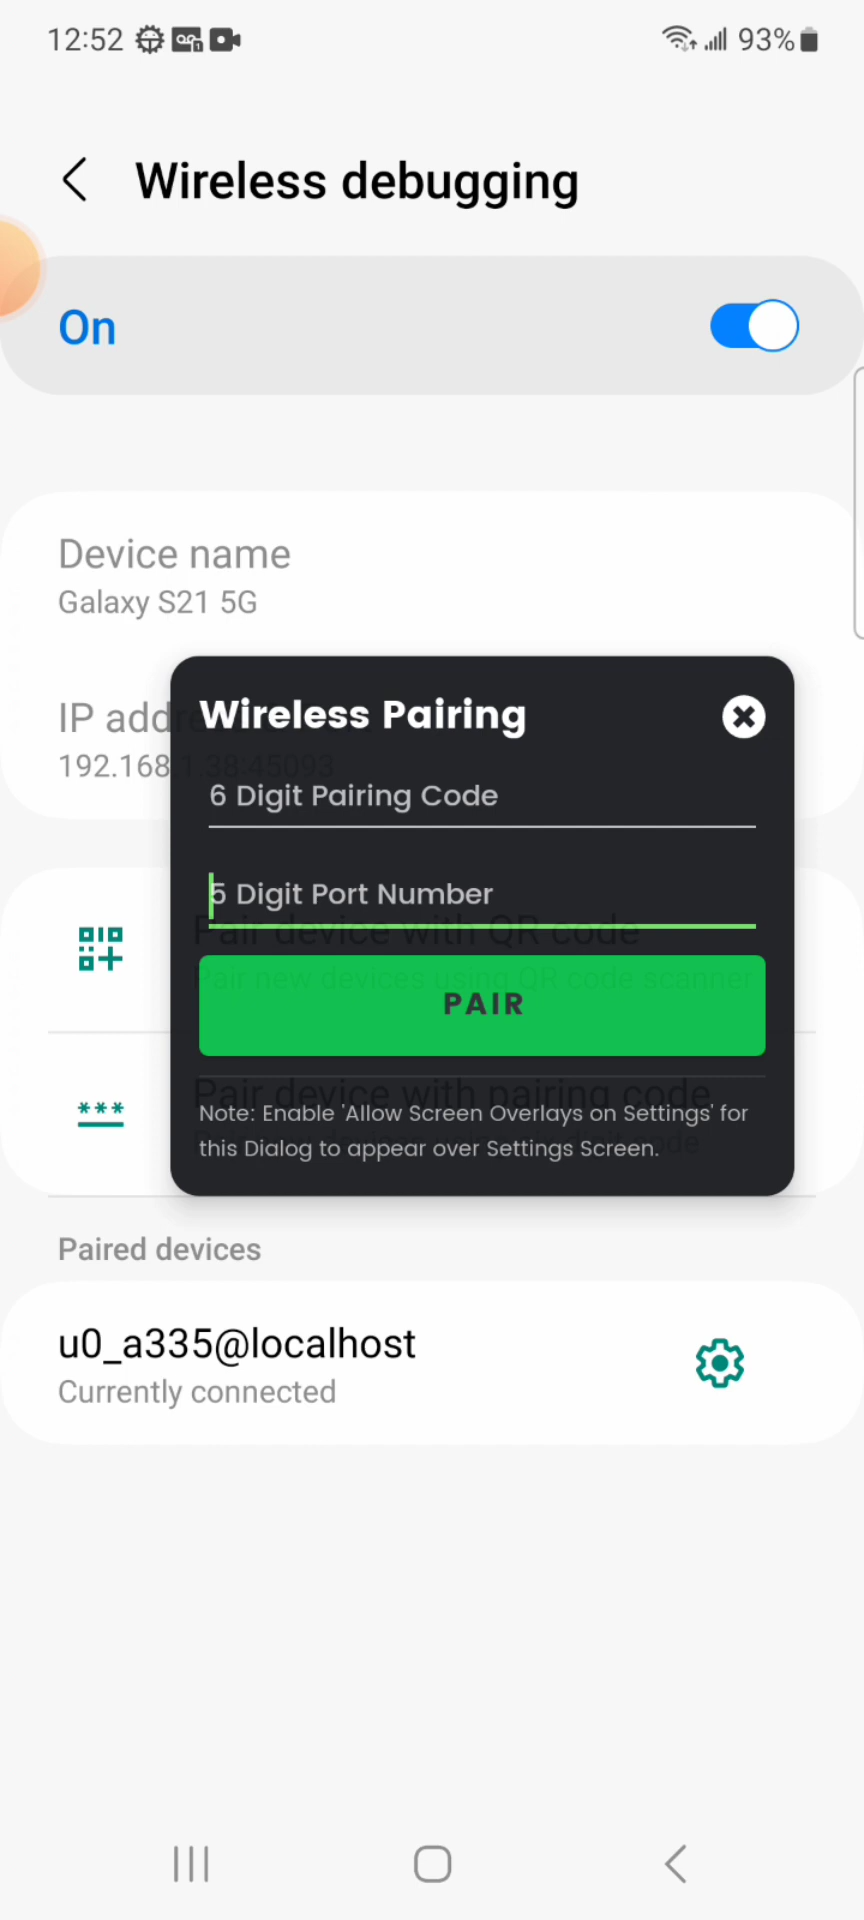 12:52
93%
Wireless debugging
On
Device name
Galaxy S21 5G
IP address & Port
192.168.1.38:45093
Wireless Pairing
6 Digit Pairing Code
5 Digit Port Number
Pair device with QR code
Pair new devices using QR code scanner
PAIR
Pair device with pairing code
Note: Enable 'Allow Screen Overlays on Settings' for
this Dialog to appear over Settings Screen.
Paired devices
u0_a335@localhost
Currently connected